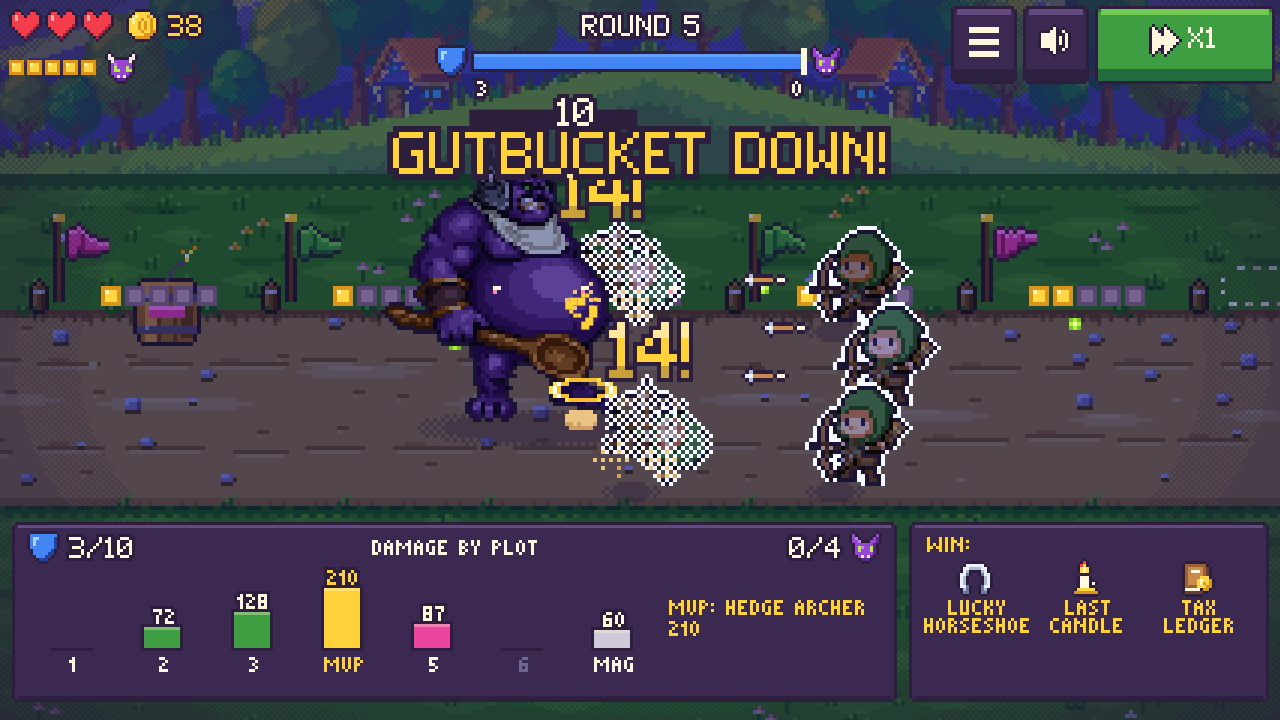 38
ROUND 5
X1
3
0
10
GUTBUCKET DOWN!
14!
14!
3/10
DAMAGE BY PLOT
0/4
WIN:
210
128
72
87
60
MVP: HEDGE ARCHER
210
1
2
3
MVP
5
6
MAG
LUCKY
HORSESHOE
LAST
CANDLE
TAX
LEDGER